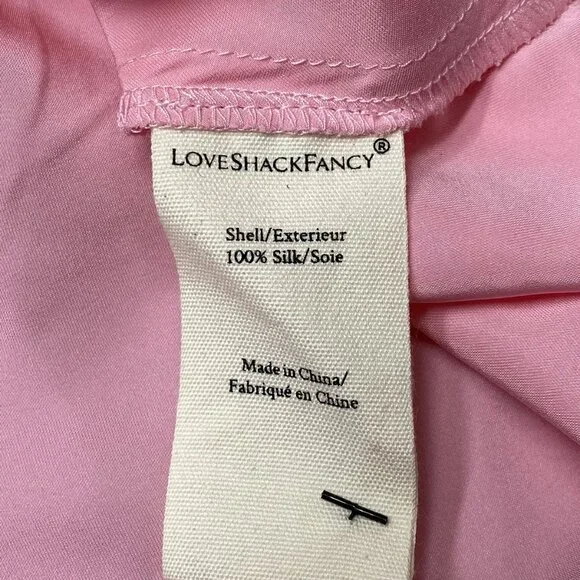 LOVESHACKFANCY®
Shell/Exterieur
100% Silk/Soie
Made in China/
Fabriqué en Chine